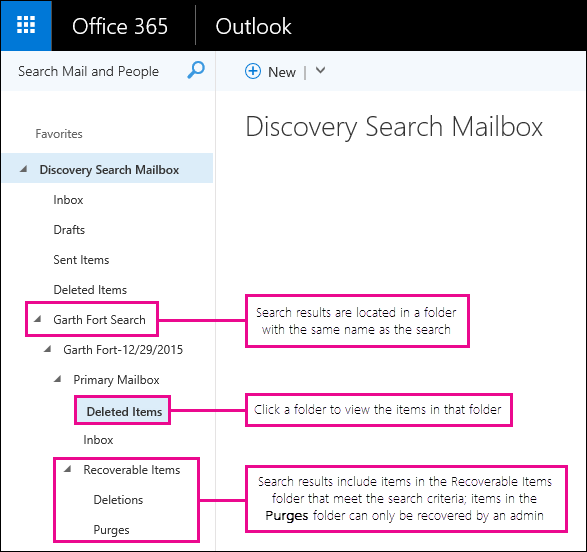 Office 365
Outlook
Search Mail and People
New
Favorites
Discovery Search Mailbox
Discovery Search Mailbox
Inbox
Drafts
Sent Items
Deleted Items
Garth Fort Search
Search results are located in a folder
with the same name as the search
Garth Fort-12/29/2015
Primary Mailbox
Deleted Items
Click a folder to view the items in that folder
Inbox
Recoverable Items
Deletions
Purges
Search results include items in the Recoverable Items
folder that meet the search criteria; items in the
Purges folder can only be recovered by an admin